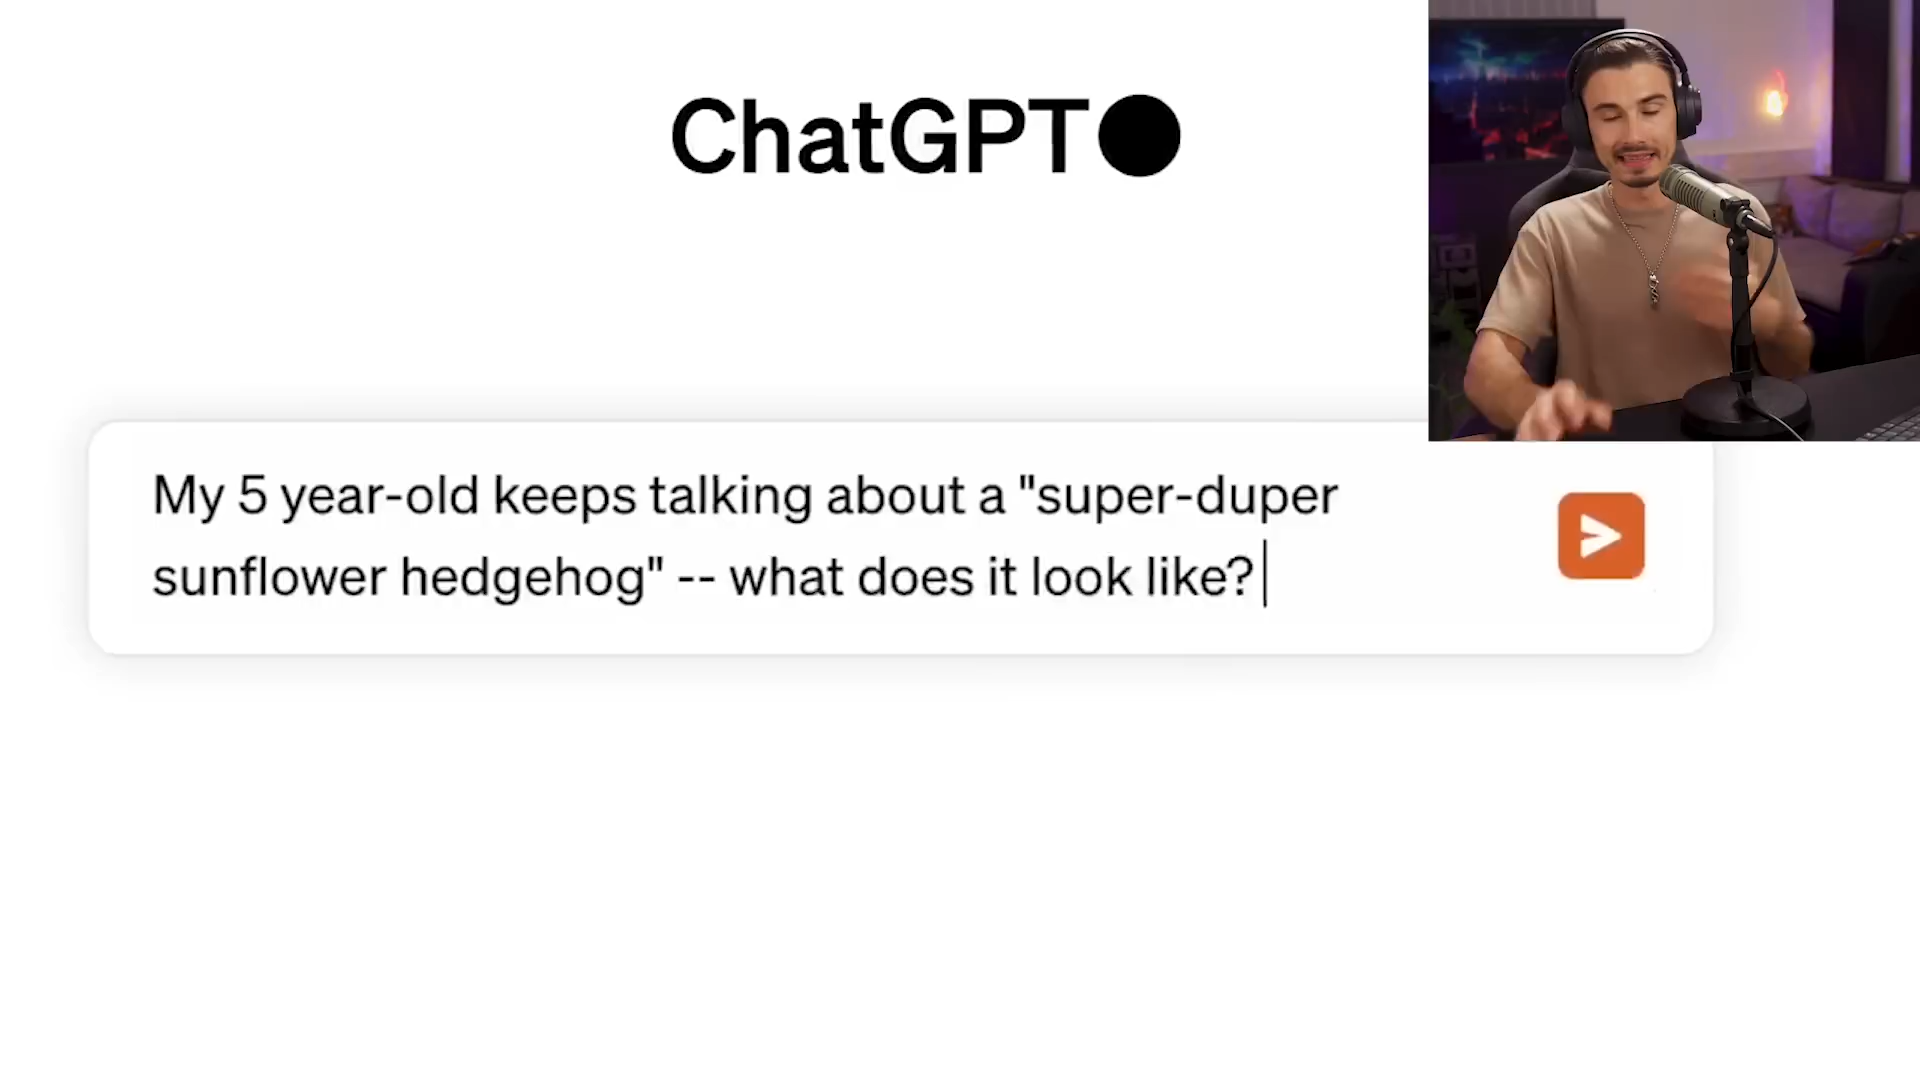 ChatGPT
My 5 year-old keeps talking about a "super-duper
sunflower hedgehog" -- what does it look like?